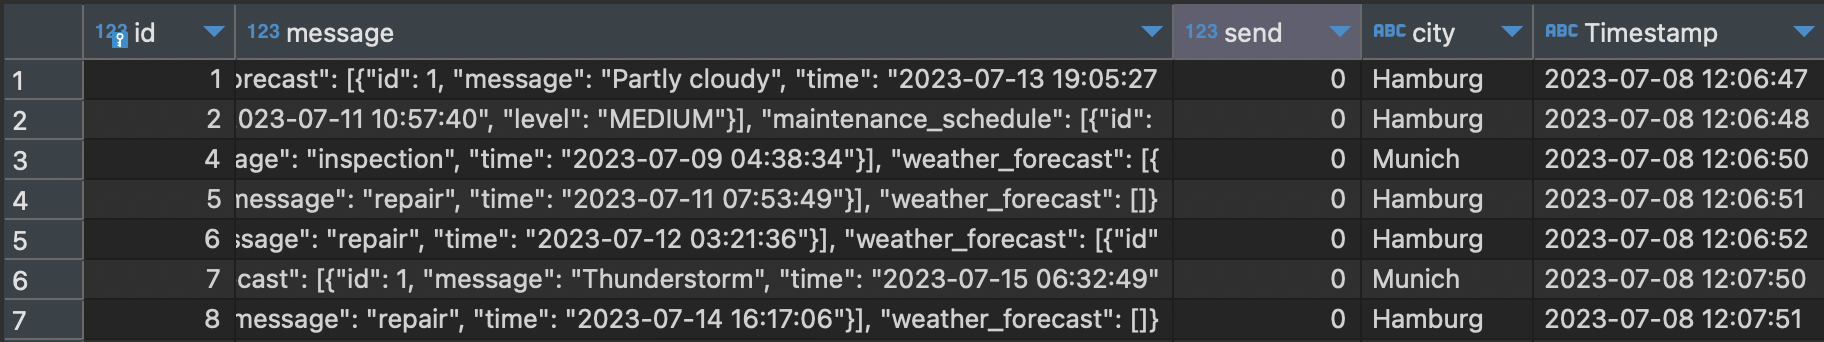 123 id 123 message 123 send ABC city ABC Timestamp
1 1 orecast": [{"id": 1, "message": "Partly cloudy", "time": "2023-07-13 19:05:27 0 Hamburg 2023-07-08 12:06:47
2 2 023-07-11 10:57:40", "level": "MEDIUM"}], "maintenance_schedule": [{"id": 0 Hamburg 2023-07-08 12:06:48
3 4 age": "inspection", "time": "2023-07-09 04:38:34"}], "weather_forecast": [{ 0 Munich 2023-07-08 12:06:50
4 5 message": "repair", "time": "2023-07-11 07:53:49"}], "weather_forecast": []} 0 Hamburg 2023-07-08 12:06:51
5 6 ssage": "repair", "time": "2023-07-12 03:21:36"}], "weather_forecast": [{"id" 0 Hamburg 2023-07-08 12:06:52
6 7 cast": [{"id": 1, "message": "Thunderstorm", "time": "2023-07-15 06:32:49" 0 Munich 2023-07-08 12:07:50
7 8 message": "repair", "time": "2023-07-14 16:17:06"}], "weather_forecast": []} 0 Hamburg 2023-07-08 12:07:51